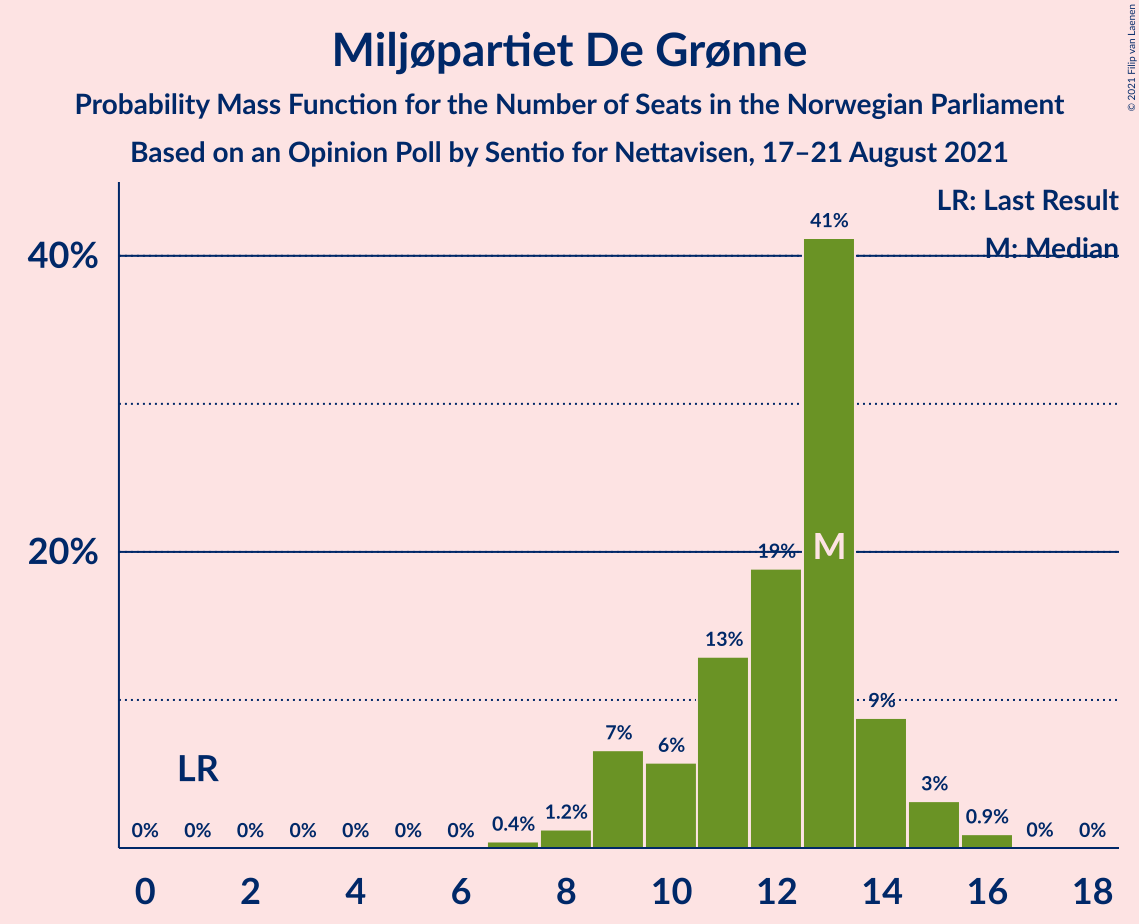 Miljøpartiet De Grønne
Probability Mass Function for the Number of Seats in the Norwegian Parliament
Based on an Opinion Poll by Sentio for Nettavisen, 17–21 August 2021
© 2021 Filip van Laenen
LR: Last Result
M: Median
40%
20%
41%
19%
M
13%
9%
7%
6%
LR
3%
1.2%
0.9%
0.4%
0% 0% 0% 0% 0% 0% 0% 0% 0%
0 2 4 6 8 10 12 14 16 18